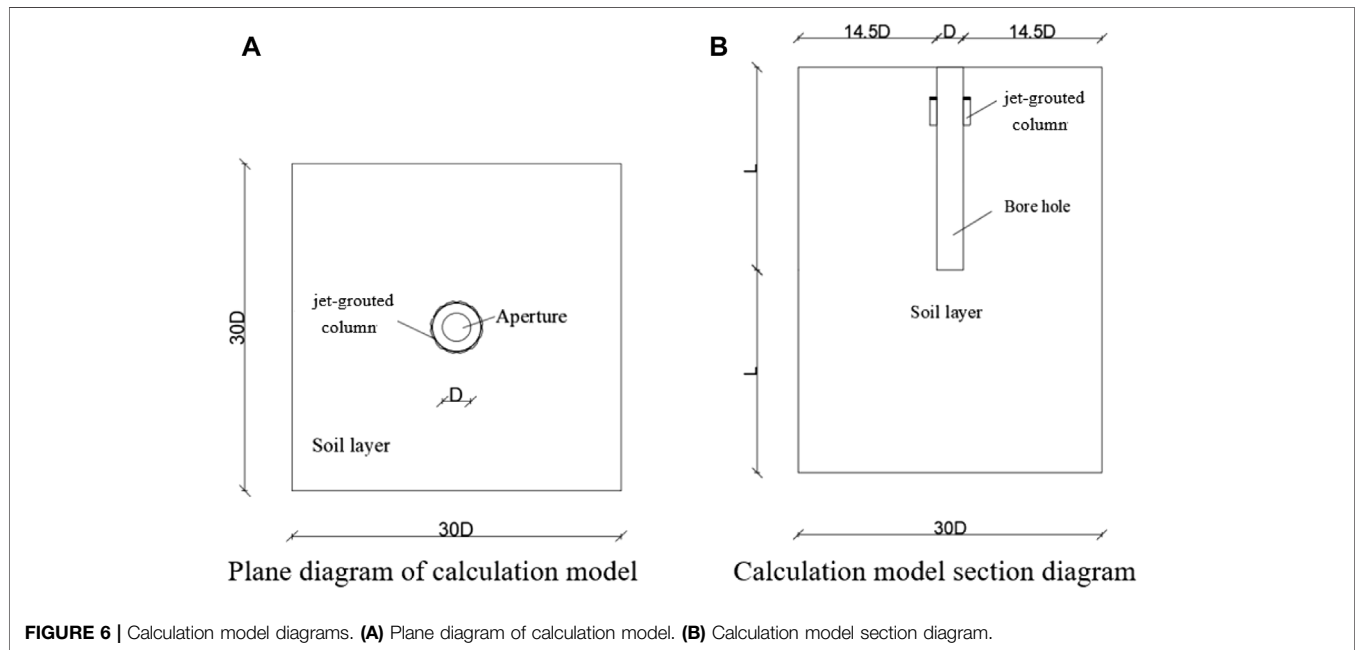 A
30D
jet-grouted
column
Aperture
D
Soil layer
30D
Plane diagram of calculation model
B
14.5D D 14.5D
jet-grouted
column
L
Bore hole
Soil layer
L
30D
Calculation model section diagram
FIGURE 6 | Calculation model diagrams. (A) Plane diagram of calculation model. (B) Calculation model section diagram.